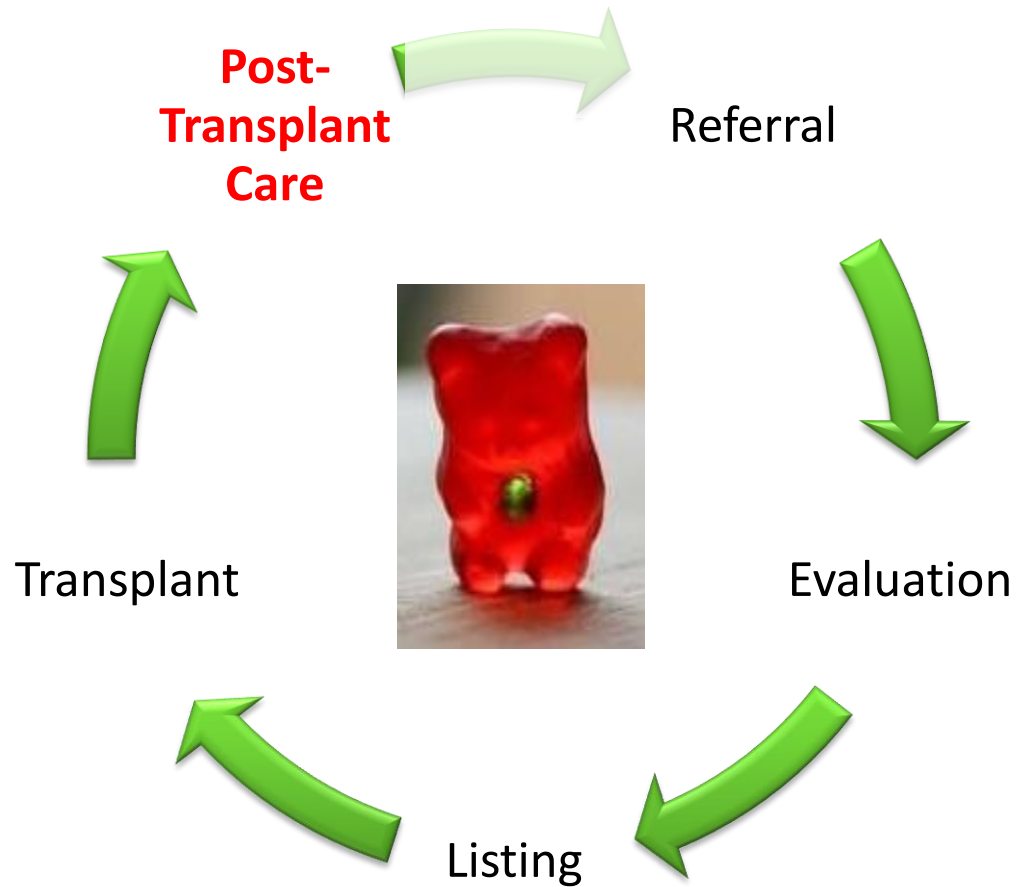 Post-
Transplant
Care
Referral
Transplant
Evaluation
Listing